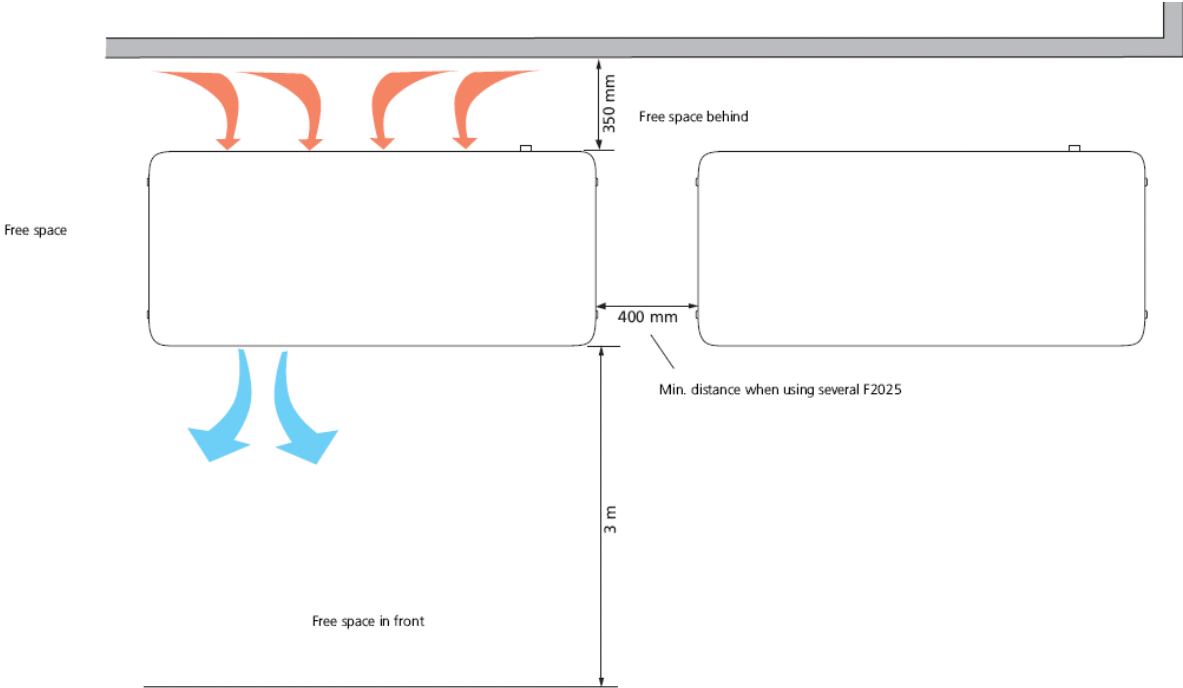 350 mm
Free space behind
Free space
400 mm
Min. distance when using several F2025
3 m
Free space in front